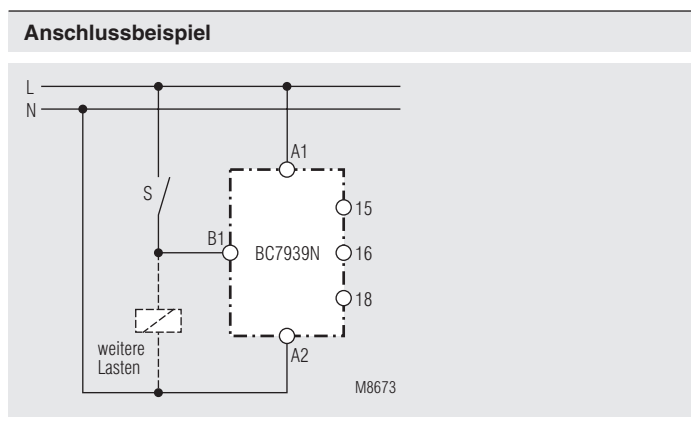 Anschlussbeispiel
L
N
A1
S
15
B1
BC7939N
16
18
weitere
Lasten
A2
M8673